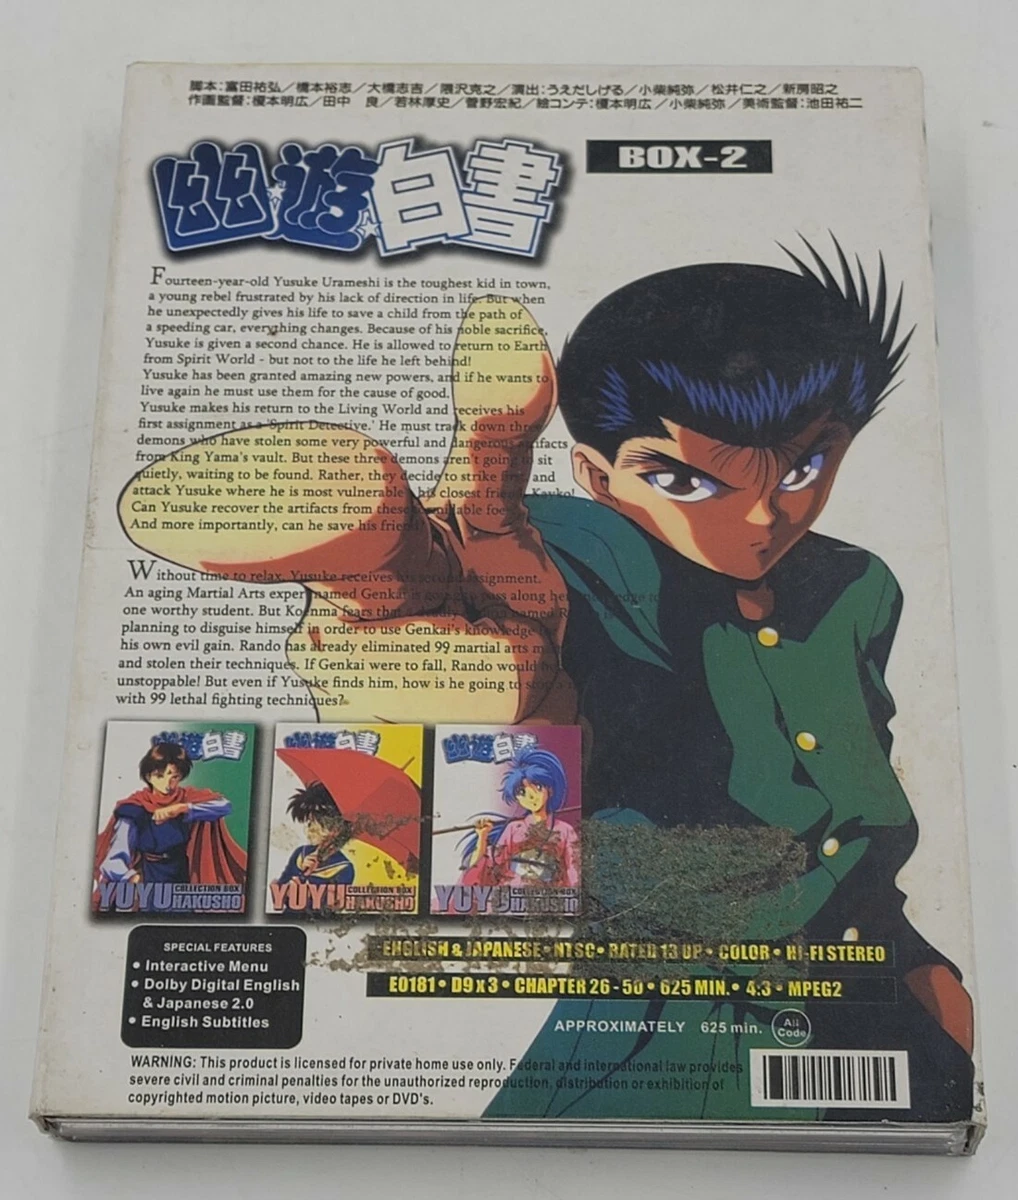 脚本:富田祐弘/橋本裕志/大橋志吉/隈沢克之/演出:うえだしげる/小柴純弥/松井仁之/新房昭之
作画監督:榎本明広/田中 良/若林厚史/菅野宏紀/絵コンテ:榎本明広/小柴純弥/美術監督:池田祐二
幽☆遊☆白書
BOX-2
Fourteen-year-old Yusuke Urameshi is the toughest kid in town,
a young rebel frustrated by his lack of direction in life. But when
he unexpectedly gives his life to save a child from the path of
a speeding car, everything changes. Because of his noble sacrifice,
Yusuke is given a second chance. He is allowed to return to Earth
from Spirit World - but not to the life he left behind!
Yusuke has been granted amazing new powers, and if he wants to
live again he must use them for the cause of good.
Yusuke makes his return to the Living World and receives his
first assignment as a 'Spirit Detective.' He must track down three
demons who have stolen some very powerful and dangerous artifacts
from King Yama's vault. But these three demons aren't going to sit
quietly, waiting to be found. Rather, they decide to strike first, and
attack Yusuke where he is most vulnerable his closest friend, Kayko!
Can Yusuke recover the artifacts from these formidable foes
And more importantly, can he save his friend?
Without time to relax, Yusuke receives his second assignment.
An aging Martial Arts exper named Genkai is going to pass along her knowledge to
one worthy student. But Koenma fears that a deadly demon named R
planning to disguise himself in order to use Genkai's knowledge
his own evil gain. Rando has already eliminated 99 martial arts
and stolen their techniques. If Genkai were to fall, Rando would
unstoppable! But even if Yusuke finds him, how is he going to stop a
with 99 lethal fighting techniques?
幽遊白書
YUYU
COLLECTION BOX
HAKUSHO
幽遊白書
YUYU
COLLECTION BOX
HAKUSHO
幽遊白書
YUYU
COLLECTION BOX
HAKUSHO
SPECIAL FEATURES
• Interactive Menu
• Dolby Digital English
& Japanese 2.0
• English Subtitles
ENGLISH & JAPANESE • NTSC • RATED 13 UP • COLOR • HI-FI STEREO
E0181 • D9 x 3 • CHAPTER 26 - 50 • 625 MIN. • 4:3 • MPEG2
APPROXIMATELY 625 min.
All
Code
WARNING: This product is licensed for private home use only. Federal and international law provides
severe civil and criminal penalties for the unauthorized reproduction, distribution or exhibition of
copyrighted motion picture, video tapes or DVD's.